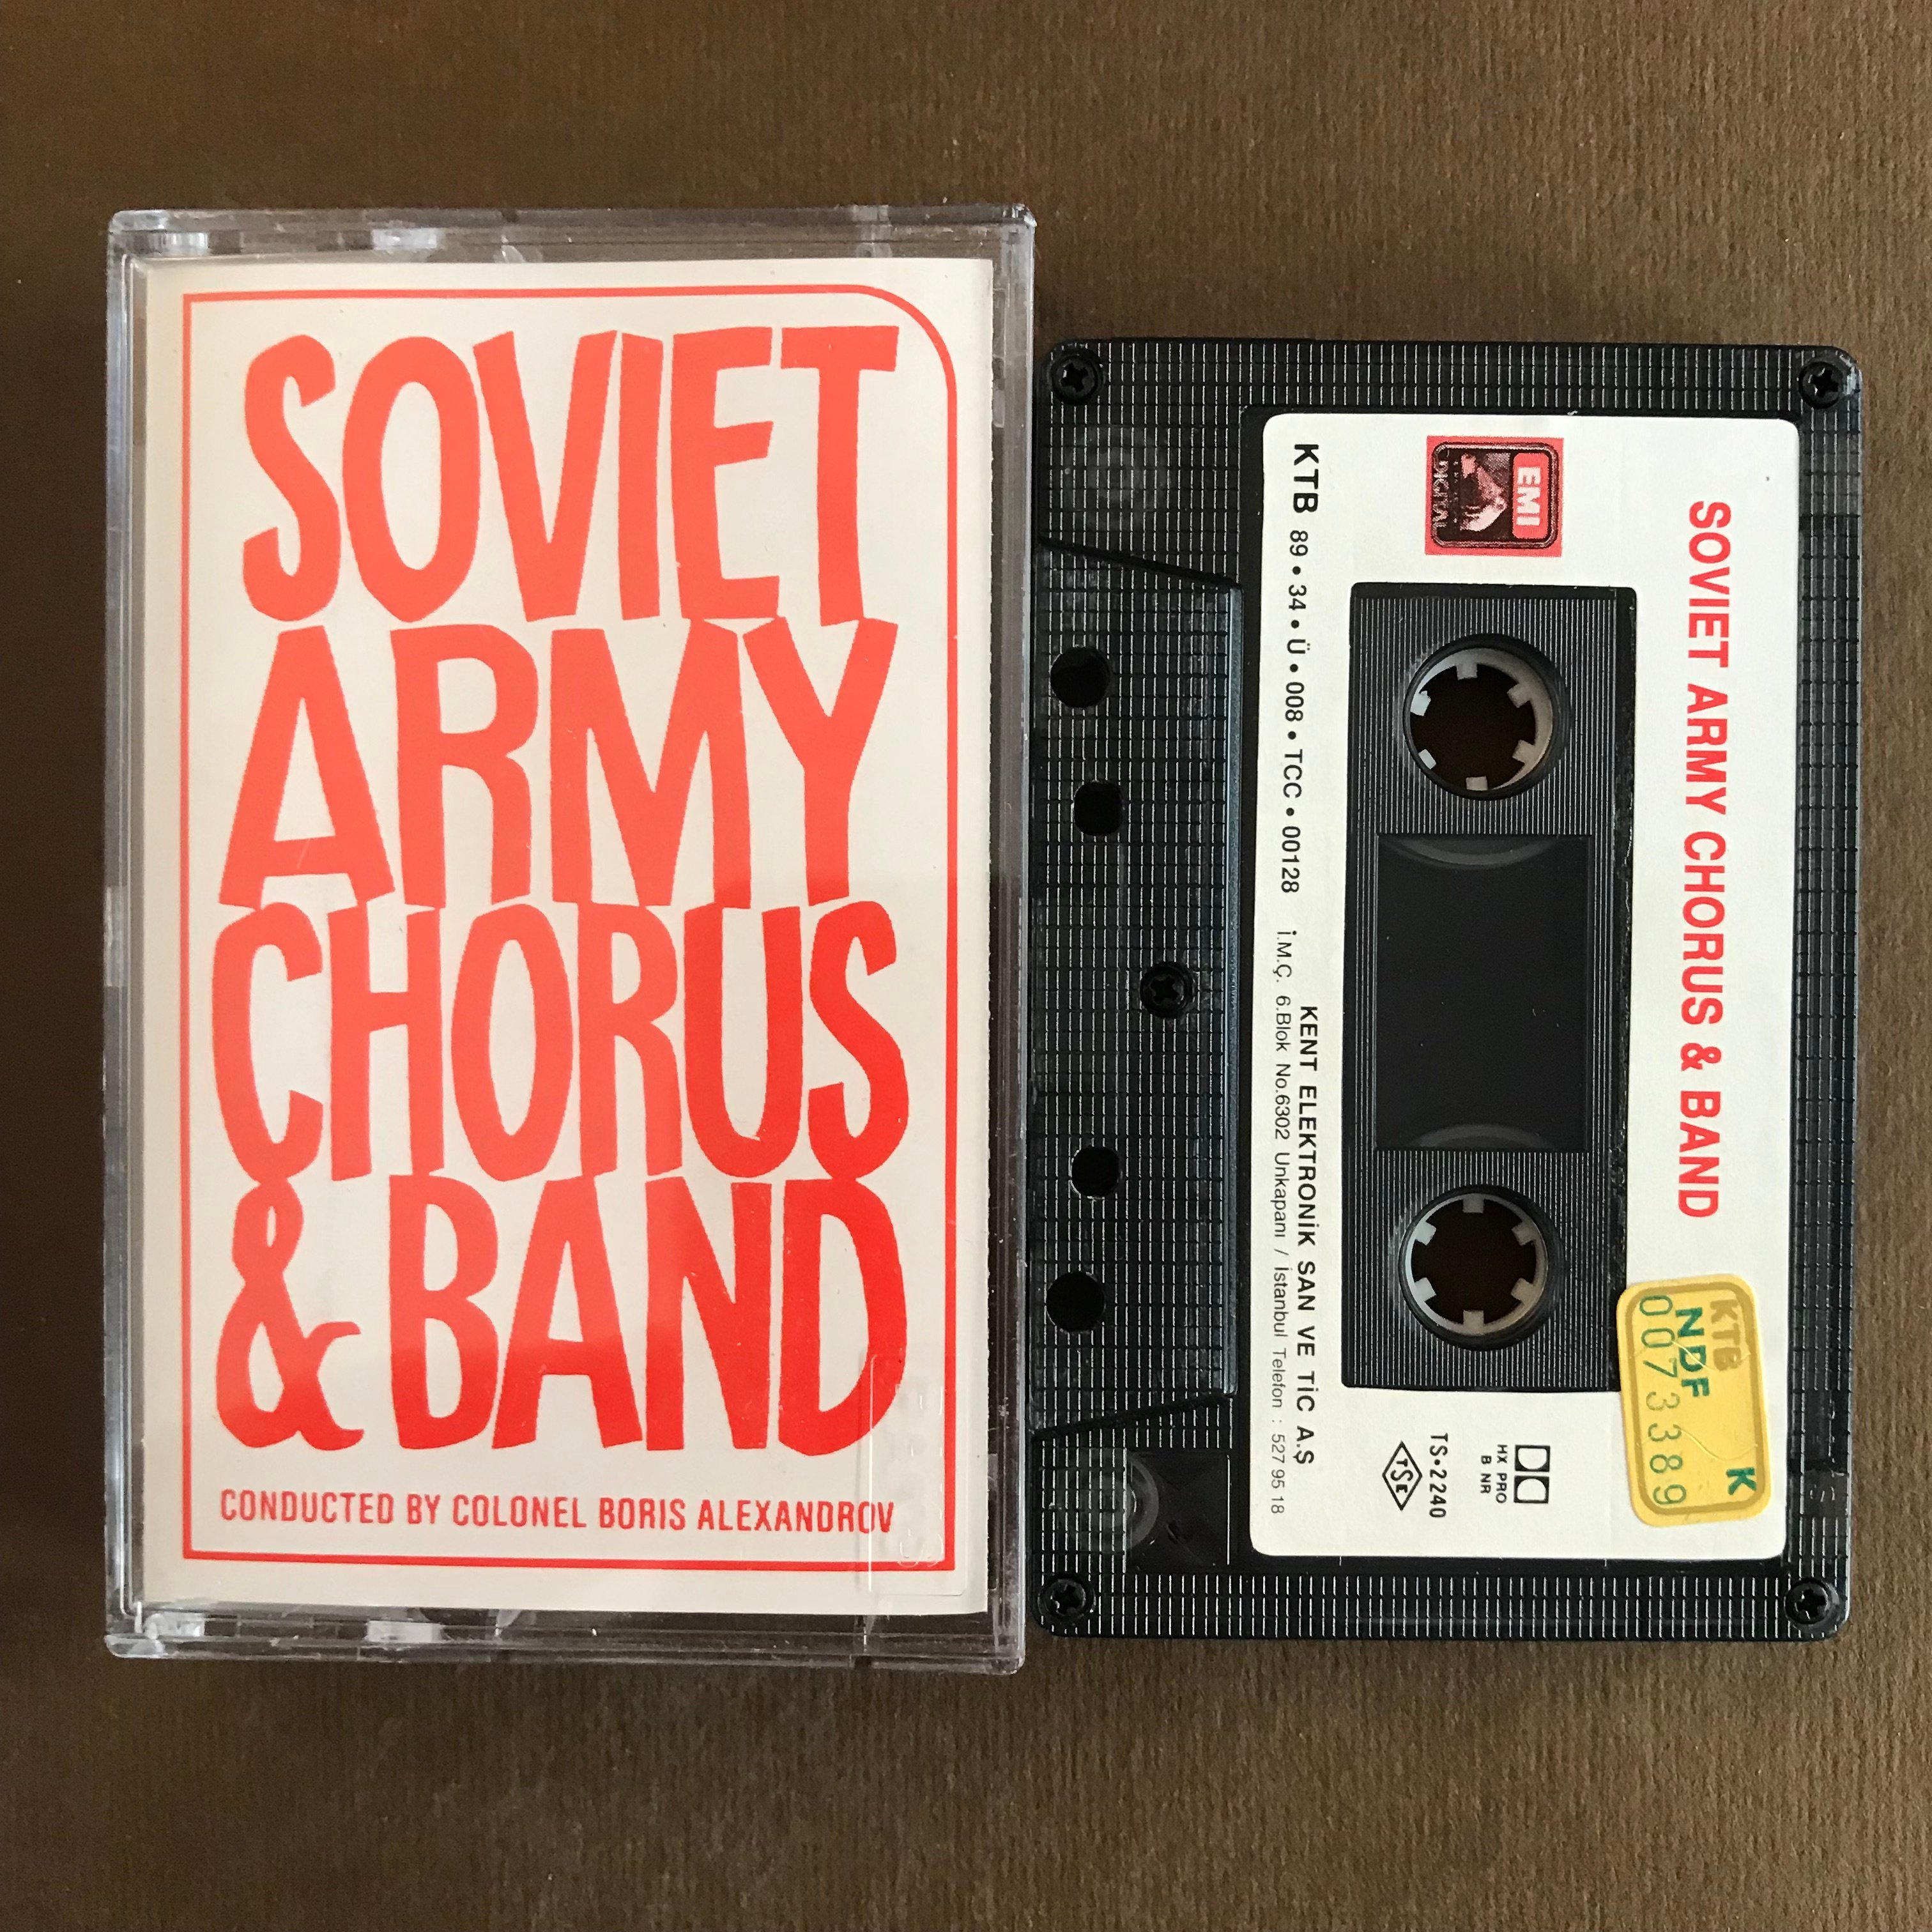 SOVIET
ARMY
CHORUS
& BAND
CONDUCTED BY COLONEL BORIS ALEXANDROV
SOVIET ARMY CHORUS & BAND
EMI
DIGITAL
KTB 89 • 34 • Ü • 008 • TCC • 00128
KENT ELEKTRONİK SAN VE TİC A.Ş
İ.M.Ç. 6.Blok No.6302 Unkapanı / İstanbul Telefon : 527 95 18
HX PRO
B NR
TS•2240
TSE
K
KTB
NDF
0073389